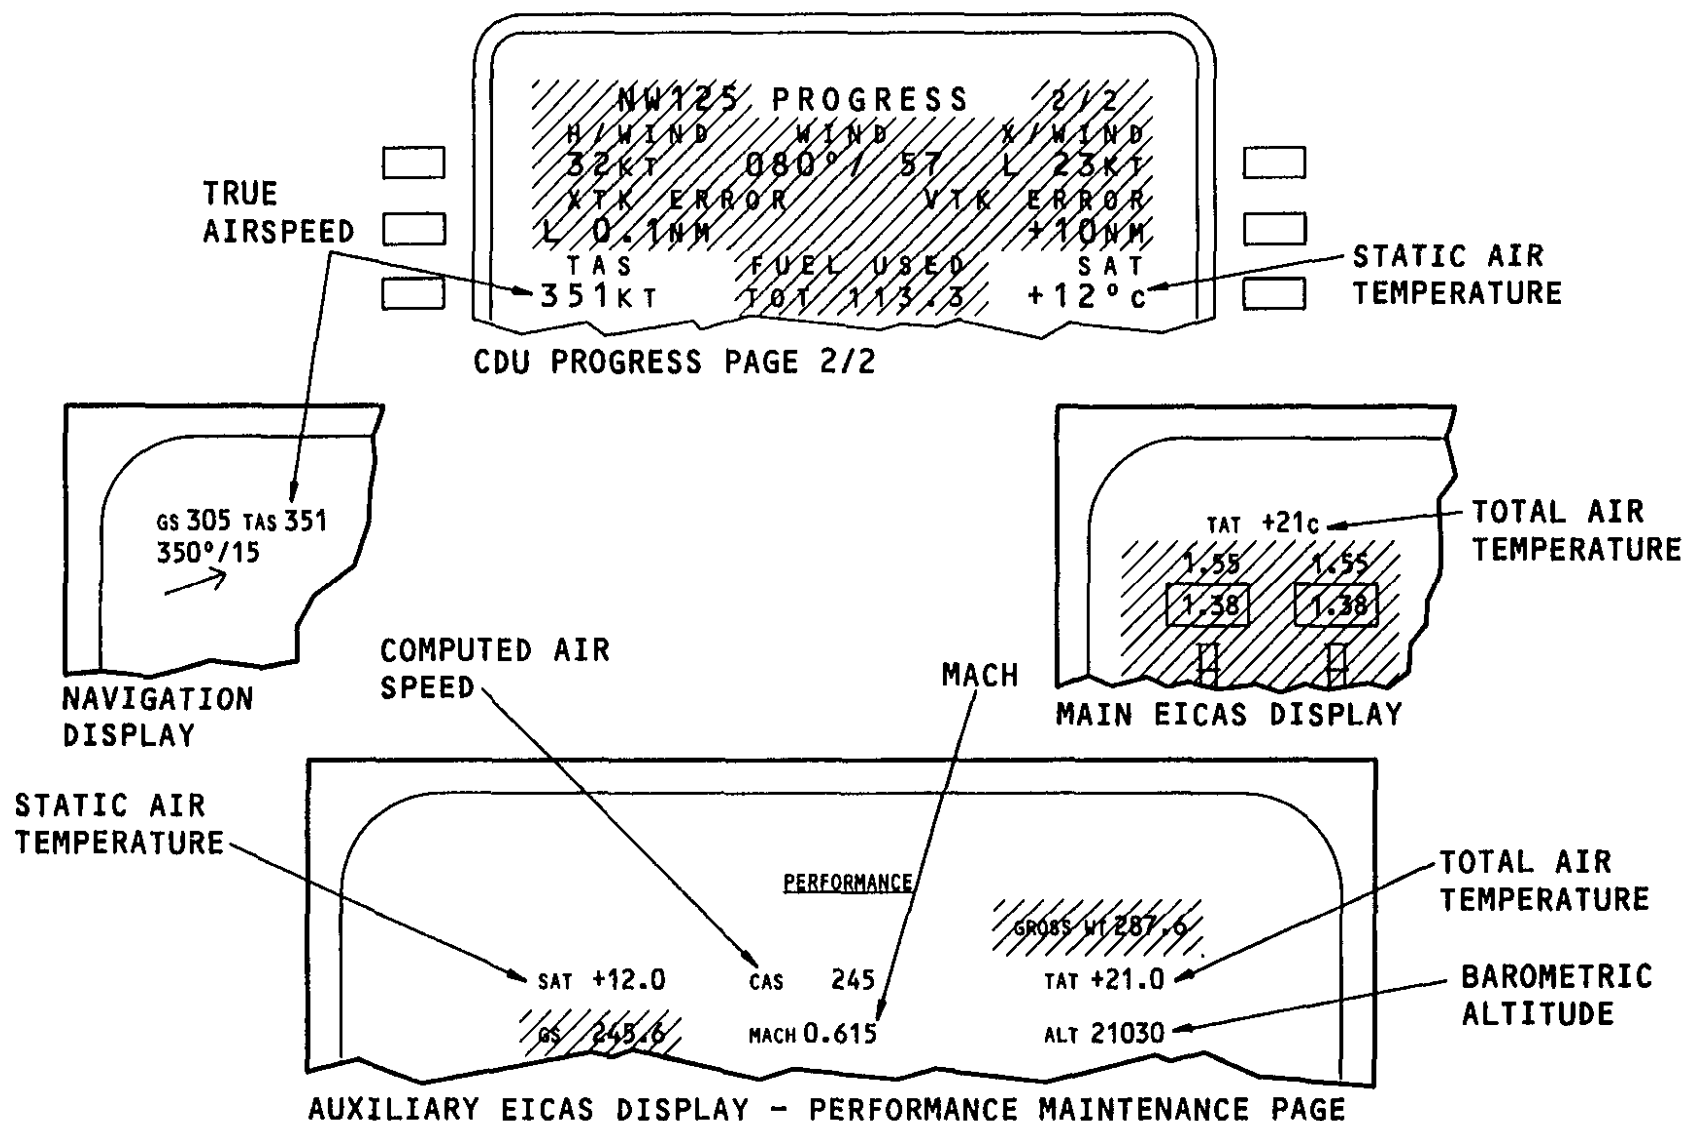 NW125 PROGRESS 2/2
H/WIND WIND X/WIND
32KT 080°/ 57 L 23KT
XTK ERROR VTK ERROR
L 0.1NM +10NM
TAS FUEL USED SAT
351KT TOT 113.3 +12°C
TRUE
AIRSPEED
STATIC AIR
TEMPERATURE
CDU PROGRESS PAGE 2/2
GS 305 TAS 351
350°/15
NAVIGATION
DISPLAY
TAT +21C
1.55 1.55
1.38 1.38
TOTAL AIR
TEMPERATURE
MAIN EICAS DISPLAY
COMPUTED AIR
SPEED
MACH
STATIC AIR
TEMPERATURE
PERFORMANCE
GROSS WT 287.6
SAT +12.0 CAS 245 TAT +21.0
GS 245.6 MACH 0.615 ALT 21030
TOTAL AIR
TEMPERATURE
BAROMETRIC
ALTITUDE
AUXILIARY EICAS DISPLAY - PERFORMANCE MAINTENANCE PAGE